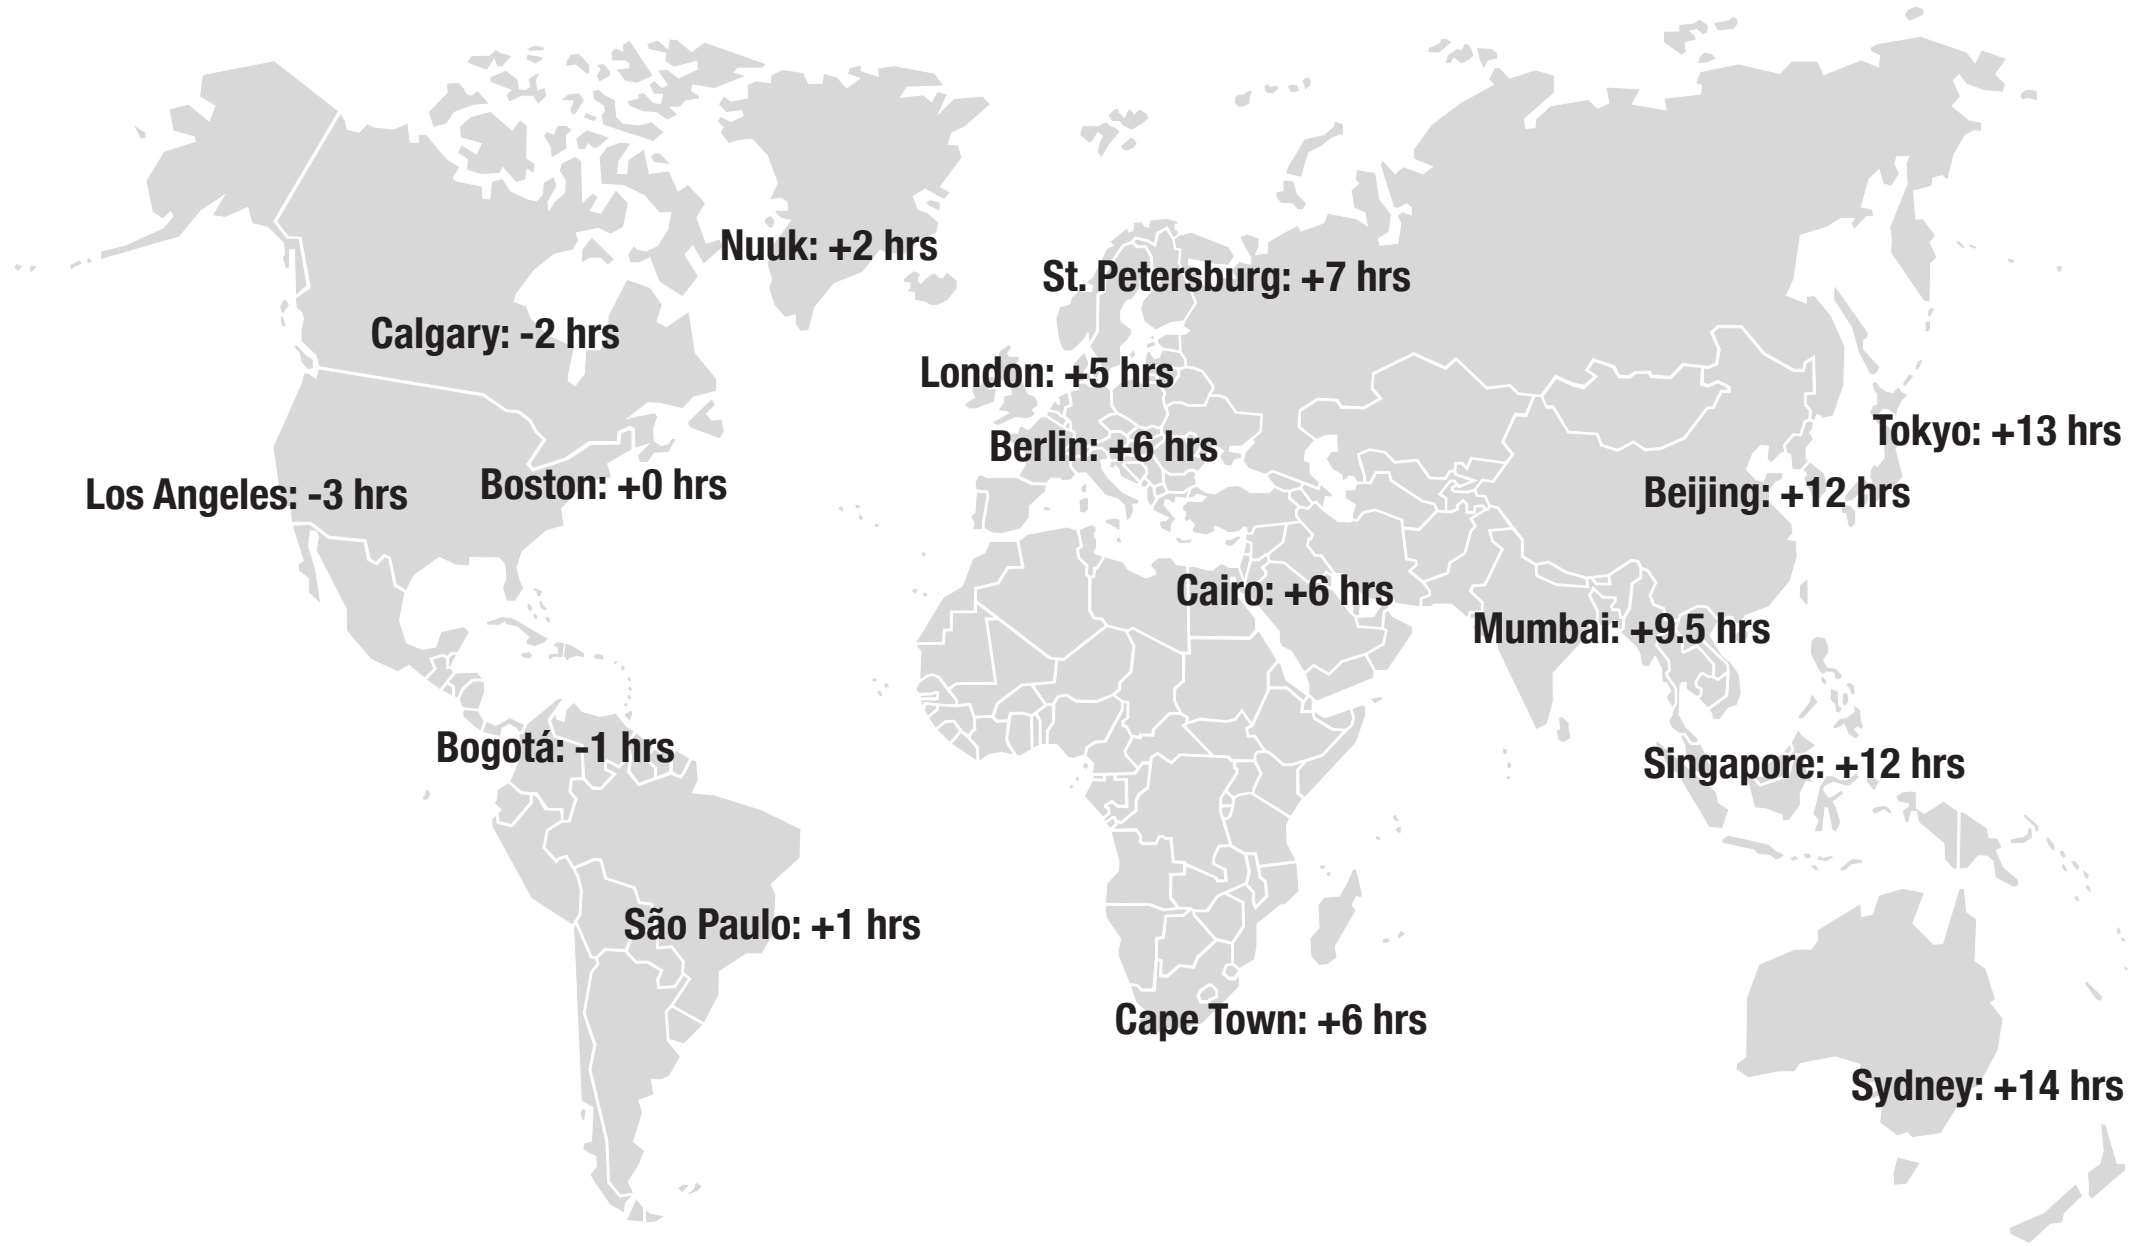 Nuuk: +2 hrs
St. Petersburg: +7 hrs
Calgary: -2 hrs
London: +5 hrs
Tokyo: +13 hrs
Berlin: +6 hrs
Los Angeles: -3 hrs
Boston: +0 hrs
Beijing: +12 hrs
Cairo: +6 hrs
Mumbai: +9.5 hrs
Bogotá: -1 hrs
Singapore: +12 hrs
São Paulo: +1 hrs
Cape Town: +6 hrs
Sydney: +14 hrs